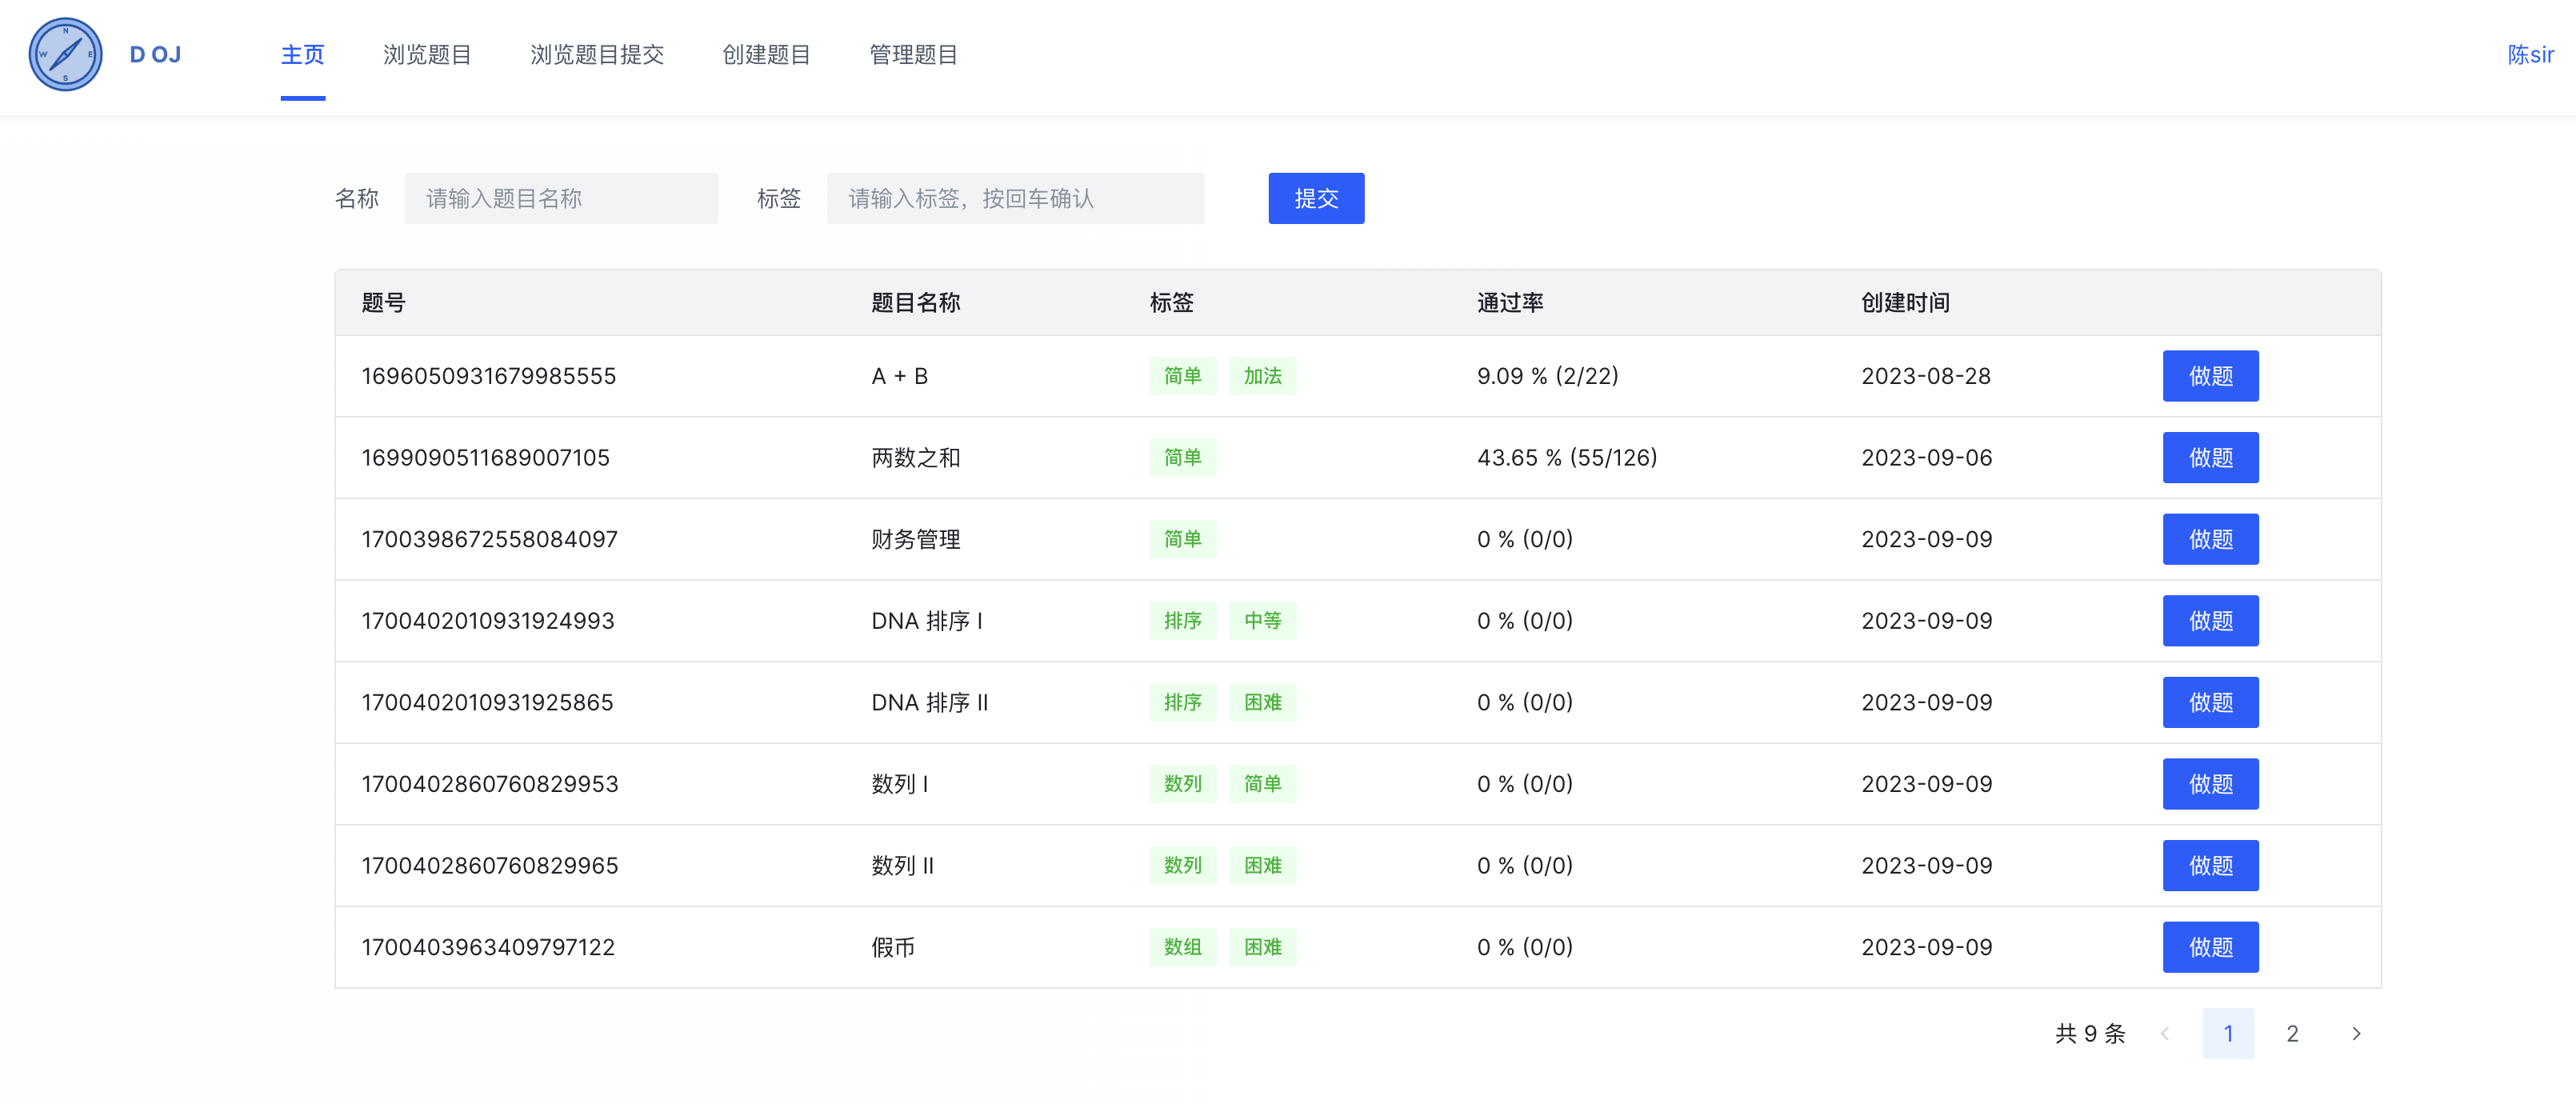 N
W E
S
D OJ 主页 浏览题目 浏览题目提交 创建题目 管理题目 陈sir
名称 请输入题目名称 标签 请输入标签，按回车确认 提交
题号 题目名称 标签 通过率 创建时间
1696050931679985555 A + B 简单 加法 9.09 % (2/22) 2023-08-28 做题
1699090511689007105 两数之和 简单 43.65 % (55/126) 2023-09-06 做题
1700398672558084097 财务管理 简单 0 % (0/0) 2023-09-09 做题
1700402010931924993 DNA 排序 I 排序 中等 0 % (0/0) 2023-09-09 做题
1700402010931925865 DNA 排序 II 排序 困难 0 % (0/0) 2023-09-09 做题
1700402860760829953 数列 I 数列 简单 0 % (0/0) 2023-09-09 做题
1700402860760829965 数列 II 数列 困难 0 % (0/0) 2023-09-09 做题
1700403963409797122 假币 数组 困难 0 % (0/0) 2023-09-09 做题
共 9 条 1 2